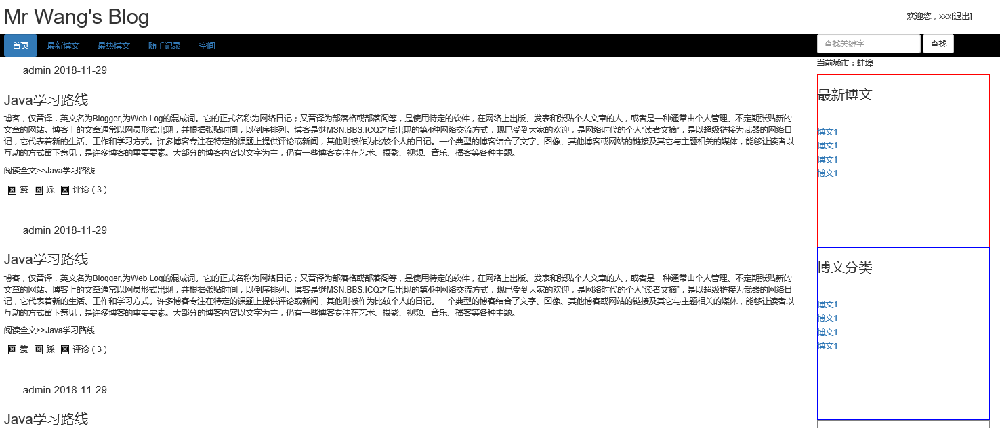 Mr Wang's Blog
欢迎您，xxx[退出]
首页 最新博文 最热博文 随手记录 空间 查找关键字 查找
当前城市：蚌埠
admin 2018-11-29
Java学习路线
博客，仅音译，英文名为Blogger,为Web Log的混成词。它的正式名称为网络日记；又音译为部落格或部落阁等，是使用特定的软件，在网络上出版、发表和张贴个人文章的人，或者是一种通常由个人管理、不定期张贴新的
文章的网站。博客上的文章通常以网员形式出现，并根据张贴时间，以倒序排列。博客是继MSN.BBS.ICQ之后出现的第4种网络交流方式，现已受到大家的欢迎，是网络时代的个人“读者文摘”，是以超级链接为武器的网络日
记，它代表着新的生活、工作和学习方式。许多博客专注在特定的课题上提供评论或新闻，其他则被作为比较个人的日记。一个典型的博客结合了文字、图像、其他博客或网站的链接及其它与主题相关的媒体，能够让读者以
互动的方式留下意见，是许多博客的重要要素。大部分的博客内容以文字为主，仍有一些博客专注在艺术、摄影、视频、音乐、播客等各种主题。
阅读全文>>Java学习路线
赞 踩 评论（3）
admin 2018-11-29
Java学习路线
博客，仅音译，英文名为Blogger,为Web Log的混成词。它的正式名称为网络日记；又音译为部落格或部落阁等，是使用特定的软件，在网络上出版、发表和张贴个人文章的人，或者是一种通常由个人管理、不定期张贴新的
文章的网站。博客上的文章通常以网员形式出现，并根据张贴时间，以倒序排列。博客是继MSN.BBS.ICQ之后出现的第4种网络交流方式，现已受到大家的欢迎，是网络时代的个人“读者文摘”，是以超级链接为武器的网络日
记，它代表着新的生活、工作和学习方式。许多博客专注在特定的课题上提供评论或新闻，其他则被作为比较个人的日记。一个典型的博客结合了文字、图像、其他博客或网站的链接及其它与主题相关的媒体，能够让读者以
互动的方式留下意见，是许多博客的重要要素。大部分的博客内容以文字为主，仍有一些博客专注在艺术、摄影、视频、音乐、播客等各种主题。
阅读全文>>Java学习路线
赞 踩 评论（3）
admin 2018-11-29
Java学习路线
最新博文
博文1
博文1
博文1
博文1
博文分类
博文1
博文1
博文1
博文1